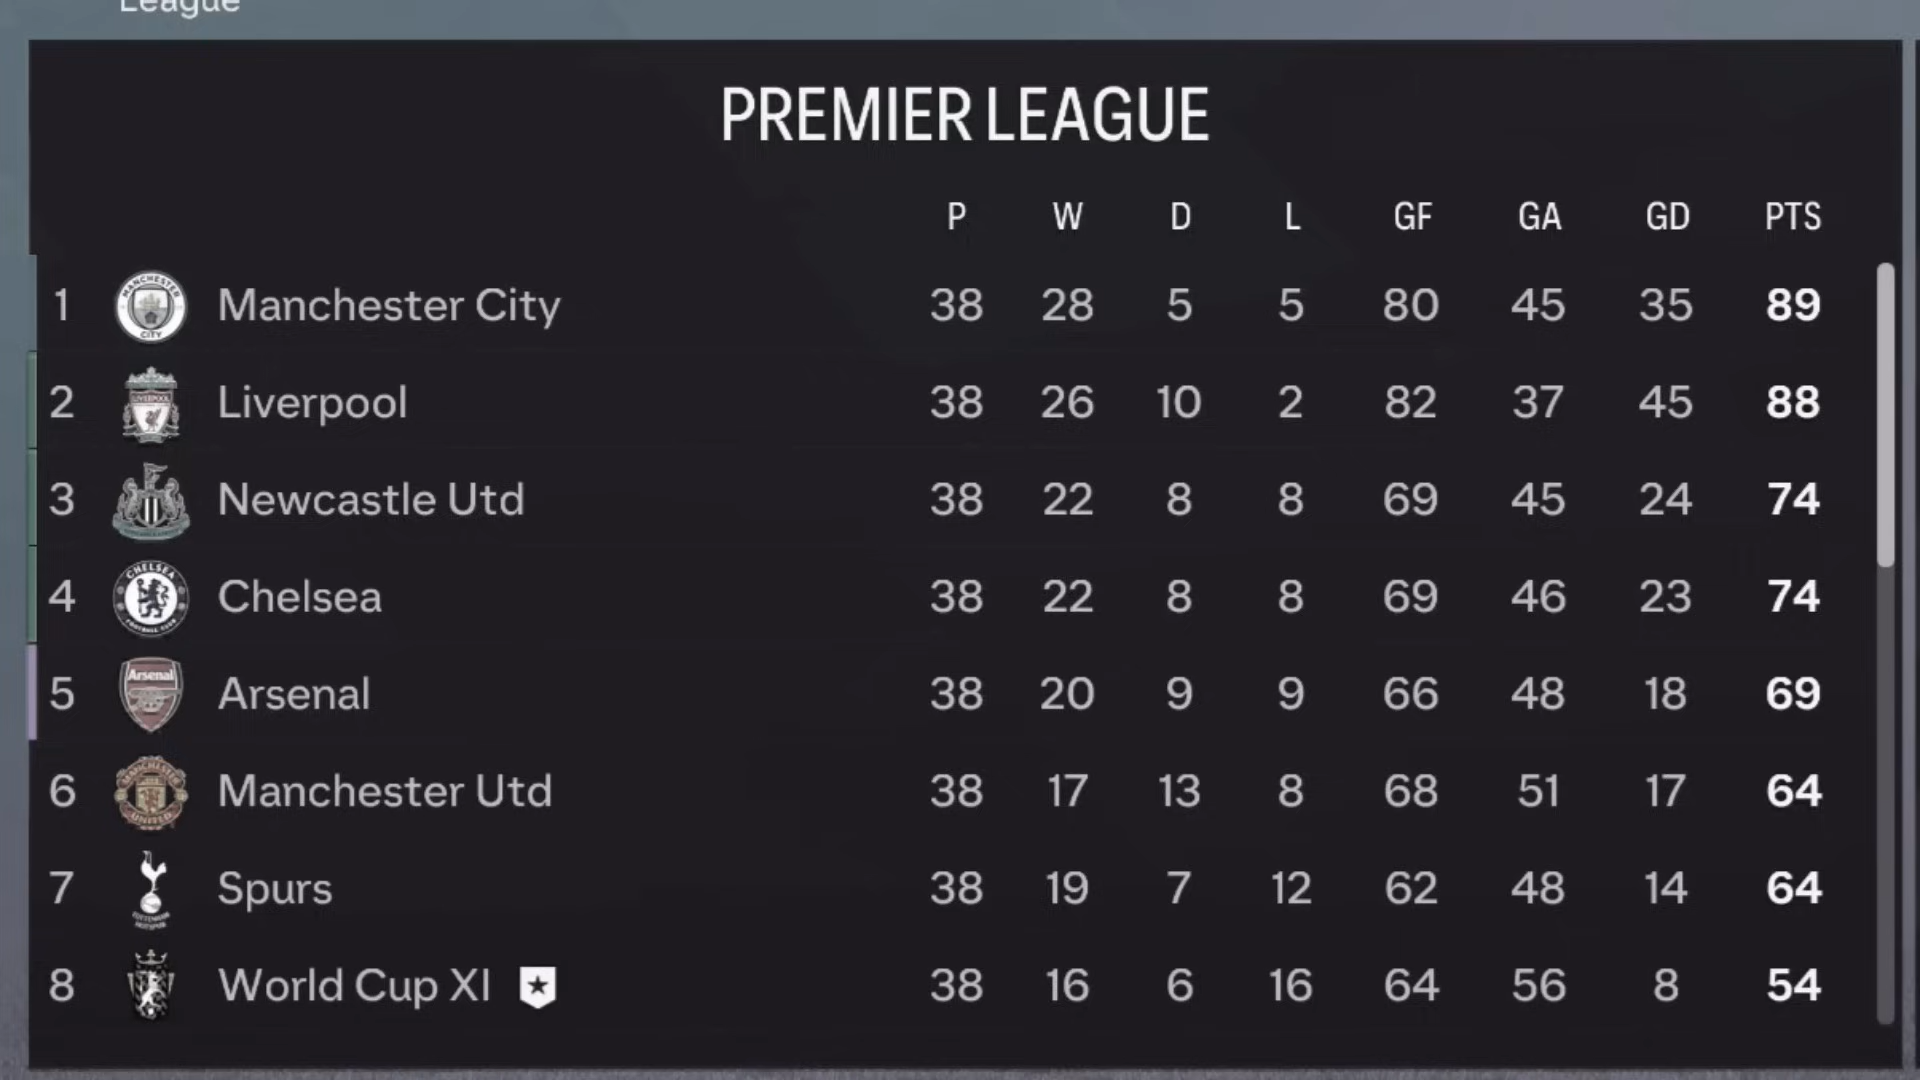 League
PREMIER LEAGUE
P W D L GF GA GD PTS
1 Manchester City 38 28 5 5 80 45 35 89
2 Liverpool 38 26 10 2 82 37 45 88
3 Newcastle Utd 38 22 8 8 69 45 24 74
4 Chelsea 38 22 8 8 69 46 23 74
5 Arsenal 38 20 9 9 66 48 18 69
6 Manchester Utd 38 17 13 8 68 51 17 64
7 Spurs 38 19 7 12 62 48 14 64
8 World Cup XI 38 16 6 16 64 56 8 54